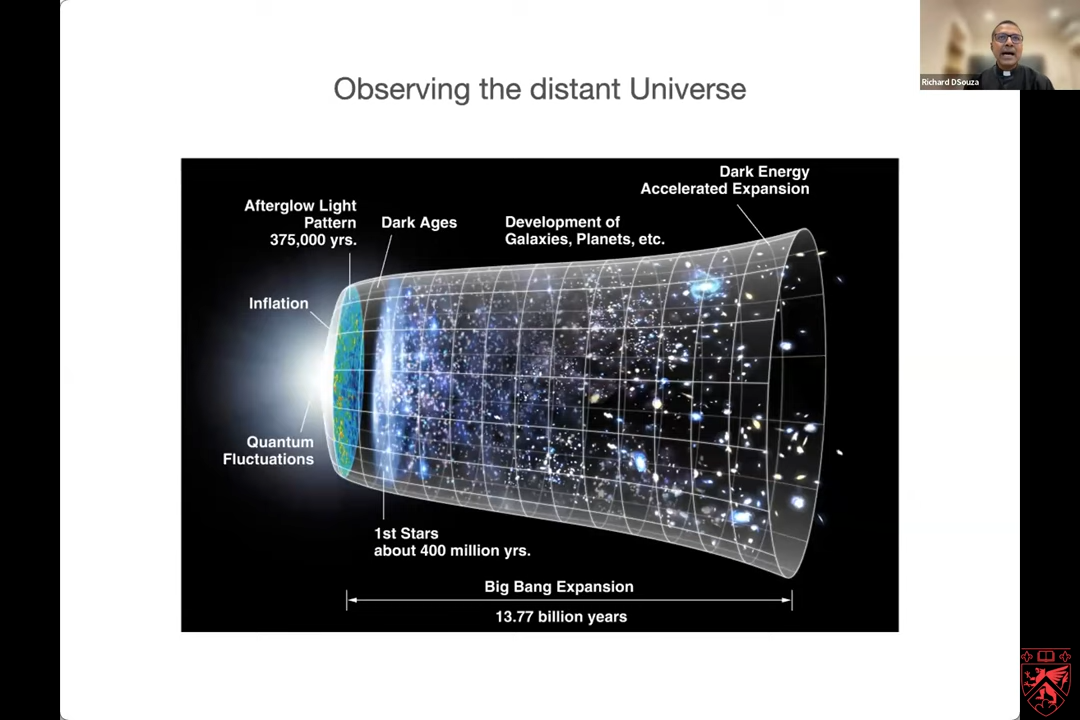 Richard DSouza
Observing the distant Universe
Dark Energy
Accelerated Expansion
Afterglow Light
Pattern
375,000 yrs.
Dark Ages
Development of
Galaxies, Planets, etc.
Inflation
Quantum
Fluctuations
1st Stars
about 400 million yrs.
Big Bang Expansion
13.77 billion years